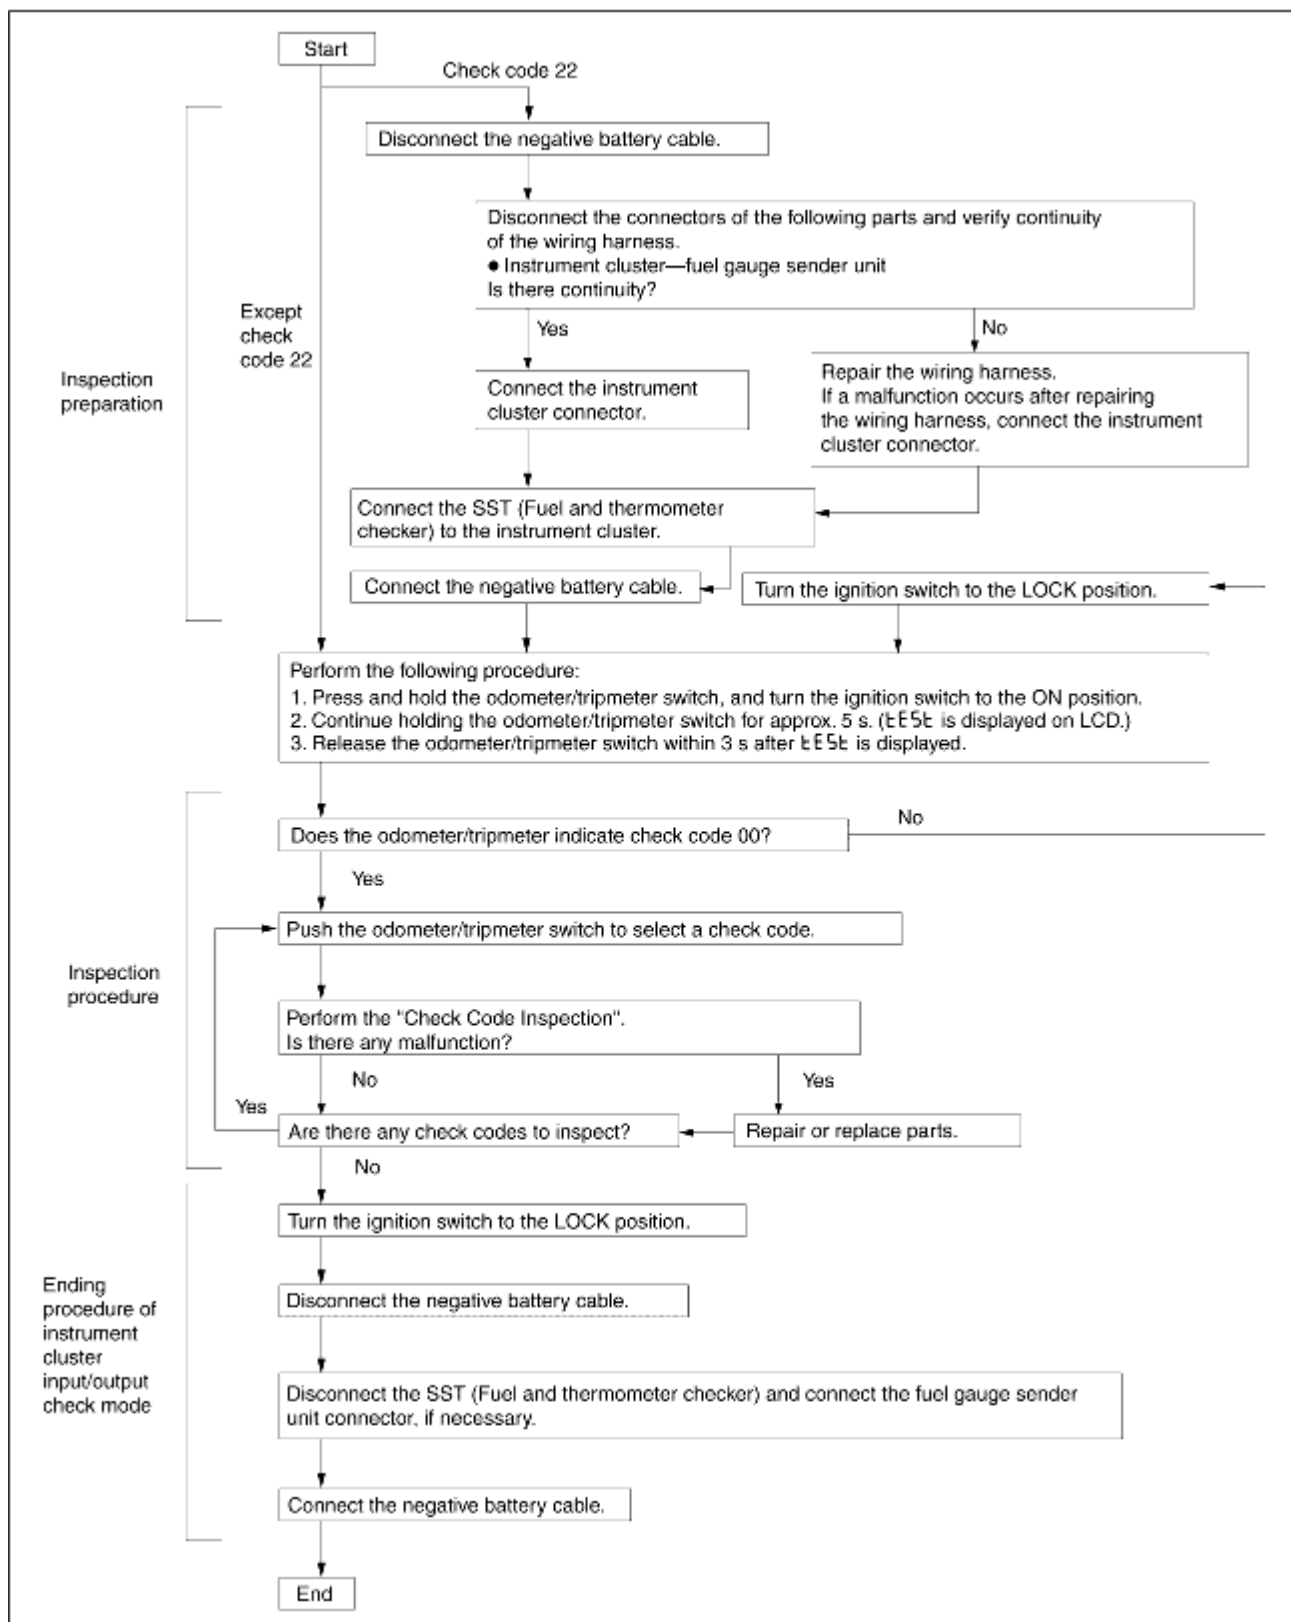 Start
Check code 22
Disconnect the negative battery cable.
Disconnect the connectors of the following parts and verify continuity
of the wiring harness.
● Instrument cluster—fuel gauge sender unit
Is there continuity?
Except
check
code 22
Yes
No
Inspection
preparation
Connect the instrument
cluster connector.
Repair the wiring harness.
If a malfunction occurs after repairing
the wiring harness, connect the instrument
cluster connector.
Connect the SST (Fuel and thermometer
checker) to the instrument cluster.
Connect the negative battery cable.
Turn the ignition switch to the LOCK position.
Perform the following procedure:
1. Press and hold the odometer/tripmeter switch, and turn the ignition switch to the ON position.
2. Continue holding the odometer/tripmeter switch for approx. 5 s. (tESt is displayed on LCD.)
3. Release the odometer/tripmeter switch within 3 s after tESt is displayed.
Does the odometer/tripmeter indicate check code 00?
No
Yes
Push the odometer/tripmeter switch to select a check code.
Inspection
procedure
Perform the "Check Code Inspection".
Is there any malfunction?
No
Yes
Yes
Are there any check codes to inspect?
Repair or replace parts.
No
Turn the ignition switch to the LOCK position.
Ending
procedure of
instrument
cluster
input/output
check mode
Disconnect the negative battery cable.
Disconnect the SST (Fuel and thermometer checker) and connect the fuel gauge sender
unit connector, if necessary.
Connect the negative battery cable.
End